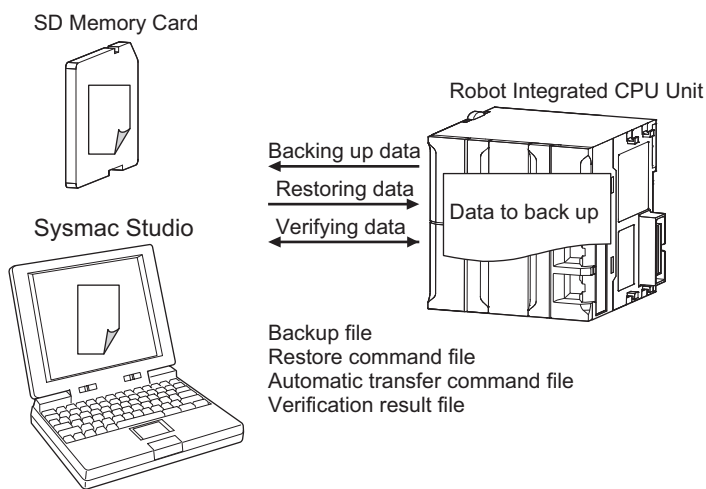 SD Memory Card
Robot Integrated CPU Unit
Backing up data
Restoring data
Verifying data
Data to back up
Sysmac Studio
Backup file
Restore command file
Automatic transfer command file
Verification result file